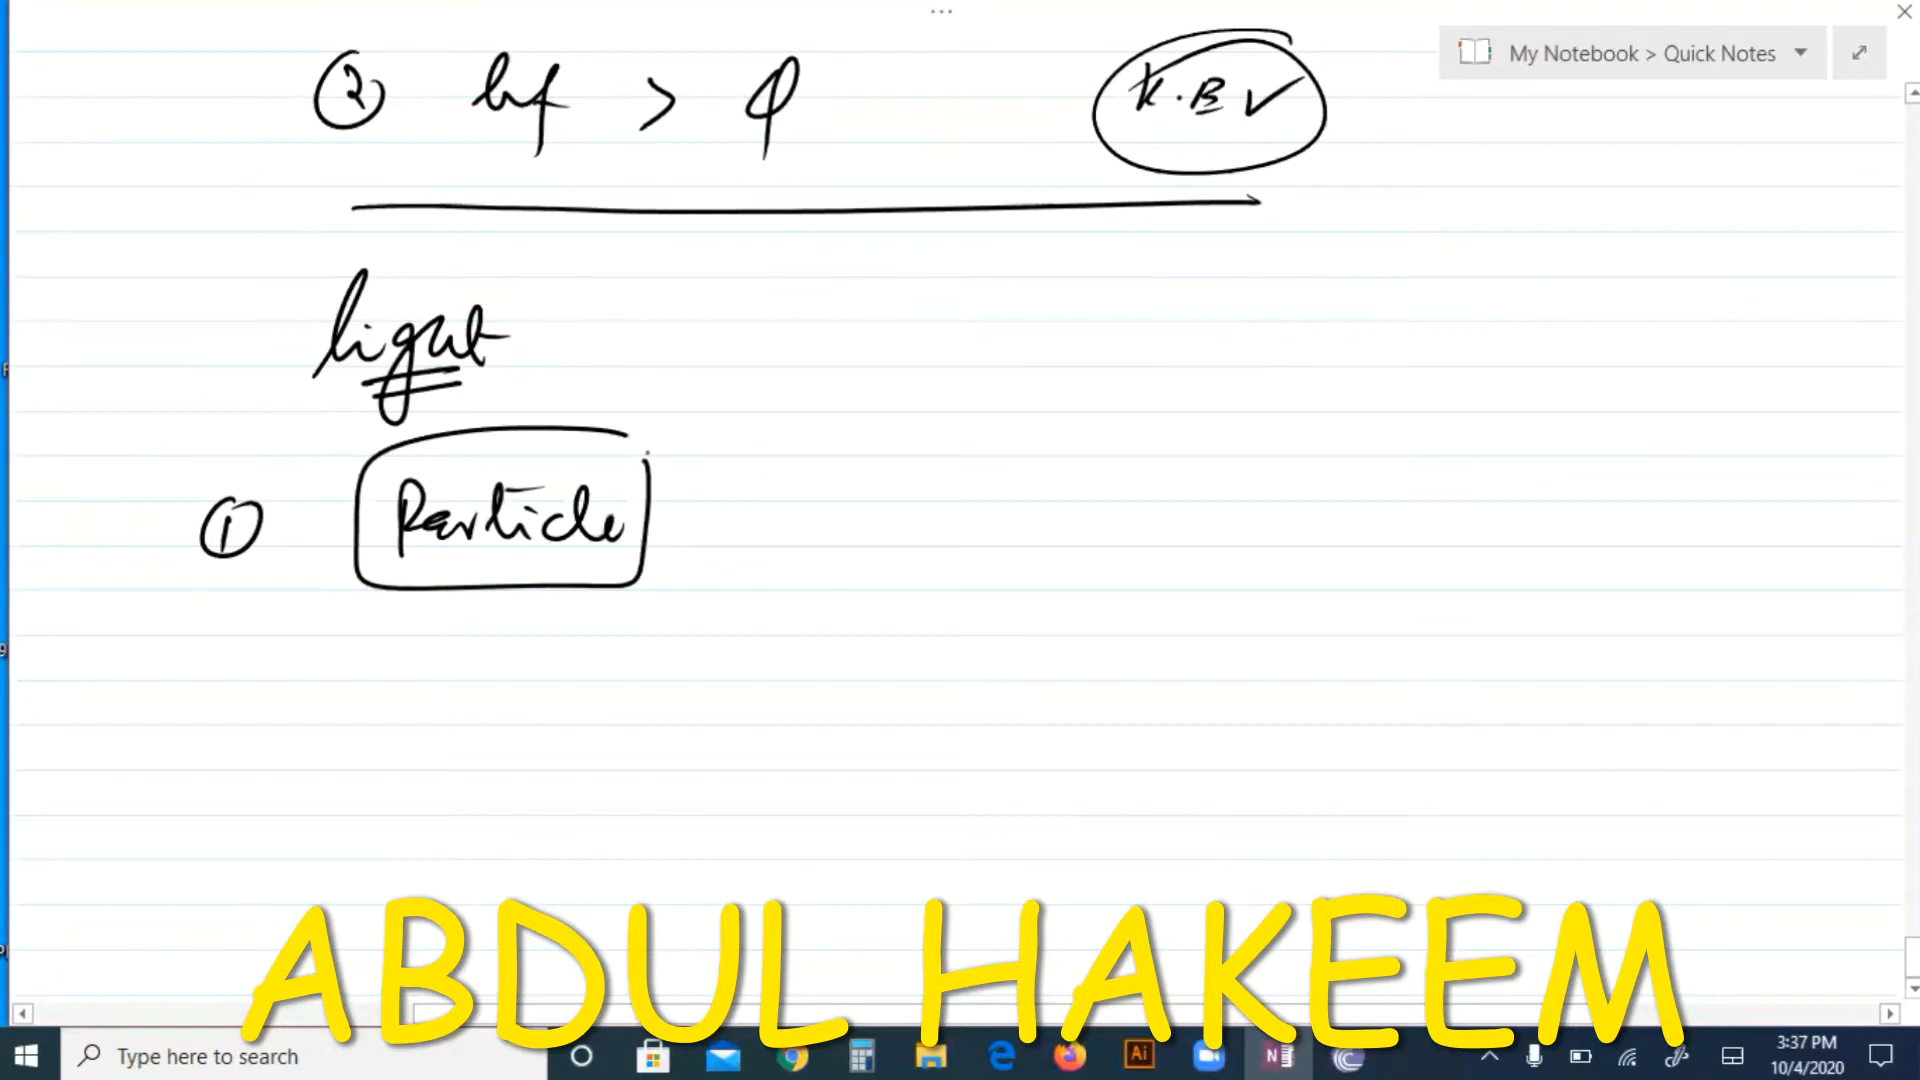 My Notebook > Quick Notes
② hf > φ K.E ✓
light
① Particle
ABDUL HAKEEM
Type here to search
Ai
N
3:37 PM
10/4/2020